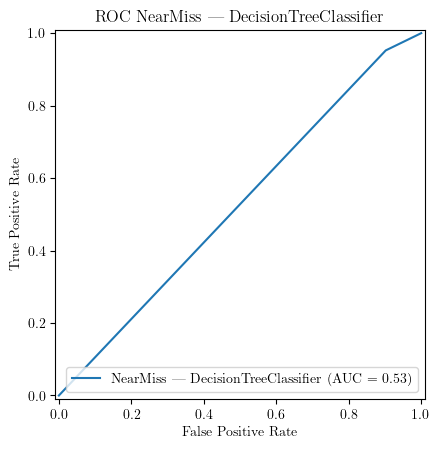 ROC NearMiss — DecisionTreeClassifier
1.0
0.8
0.6
0.4
0.2
0.0
True Positive Rate
NearMiss — DecisionTreeClassifier (AUC = 0.53)
0.0 0.2 0.4 0.6 0.8 1.0
False Positive Rate